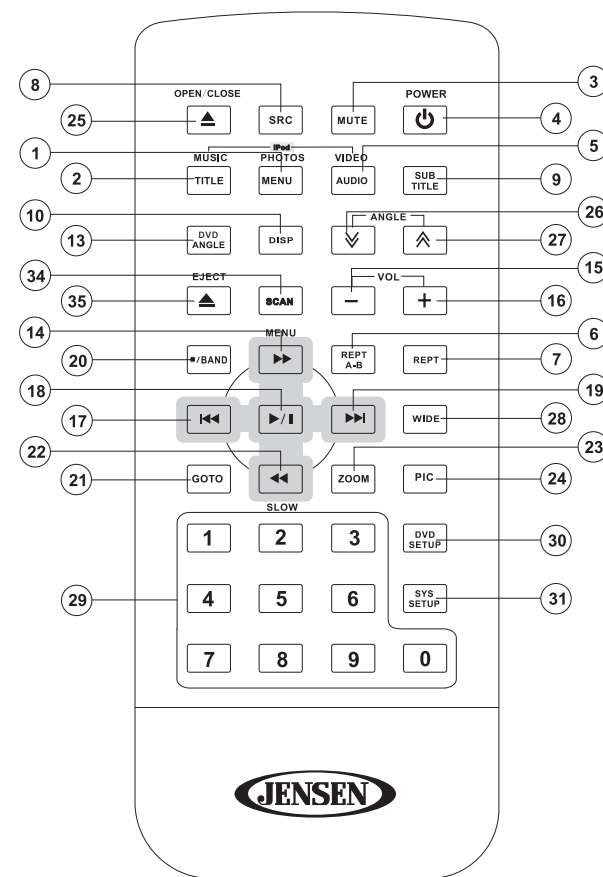 8 3
OPEN/CLOSE POWER
25 SRC MUTE 4
iPod
1 MUSIC PHOTOS VIDEO 5
2 TITLE MENU AUDIO SUB TITLE 9
10 ANGLE 26
13 DVD ANGLE DISP 27
34 EJECT VOL 15
35 SCAN − + 16
14 MENU 6
20 ■/BAND REPT A-B REPT 7
18 19
17 WIDE 28
22 23
21 GOTO ZOOM PIC 24
SLOW
1 2 3 DVD SETUP 30
29 4 5 6 SYS SETUP 31
7 8 9 0
JENSEN